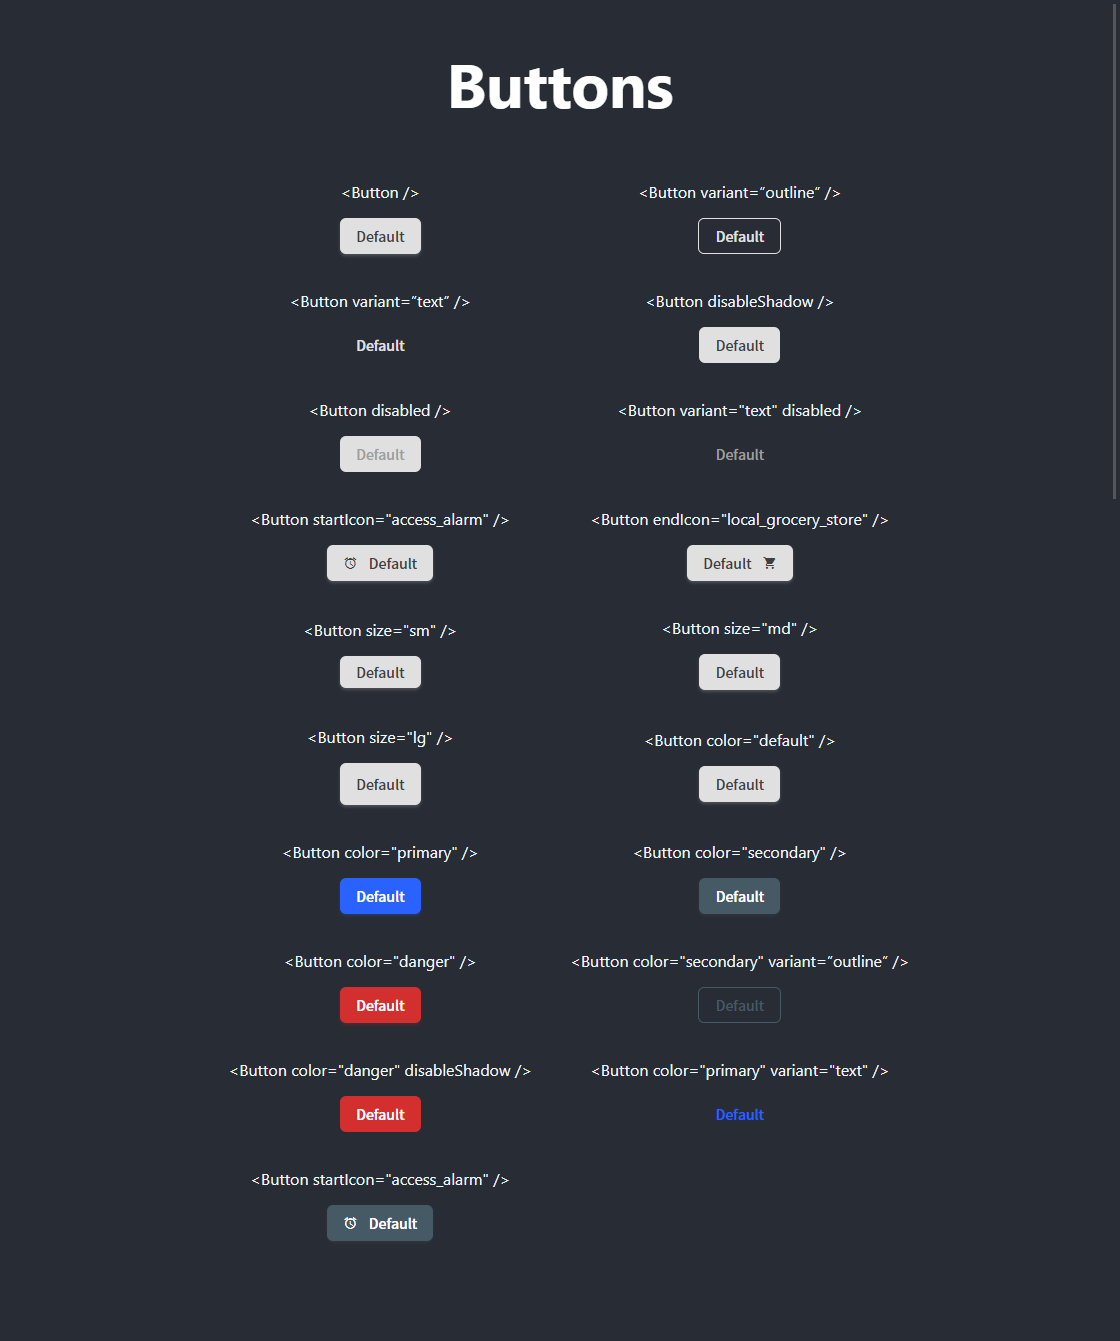 Buttons
<Button />
<Button variant=“outline” />
Default
Default
<Button variant=“text” />
<Button disableShadow />
Default
Default
<Button disabled />
<Button variant="text" disabled />
Default
Default
<Button startIcon="access_alarm" />
<Button endIcon="local_grocery_store" />
Default
Default
<Button size="sm" />
<Button size="md" />
Default
Default
<Button size="lg" />
<Button color="default" />
Default
Default
<Button color="primary" />
<Button color="secondary" />
Default
Default
<Button color="danger" />
<Button color="secondary" variant=“outline” />
Default
Default
<Button color="danger" disableShadow />
<Button color="primary" variant="text" />
Default
Default
<Button startIcon="access_alarm" />
Default